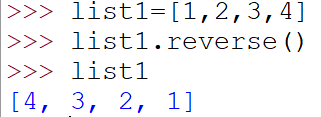 >>> list1=[1,2,3,4]
>>> list1.reverse()
>>> list1
[4, 3, 2, 1]